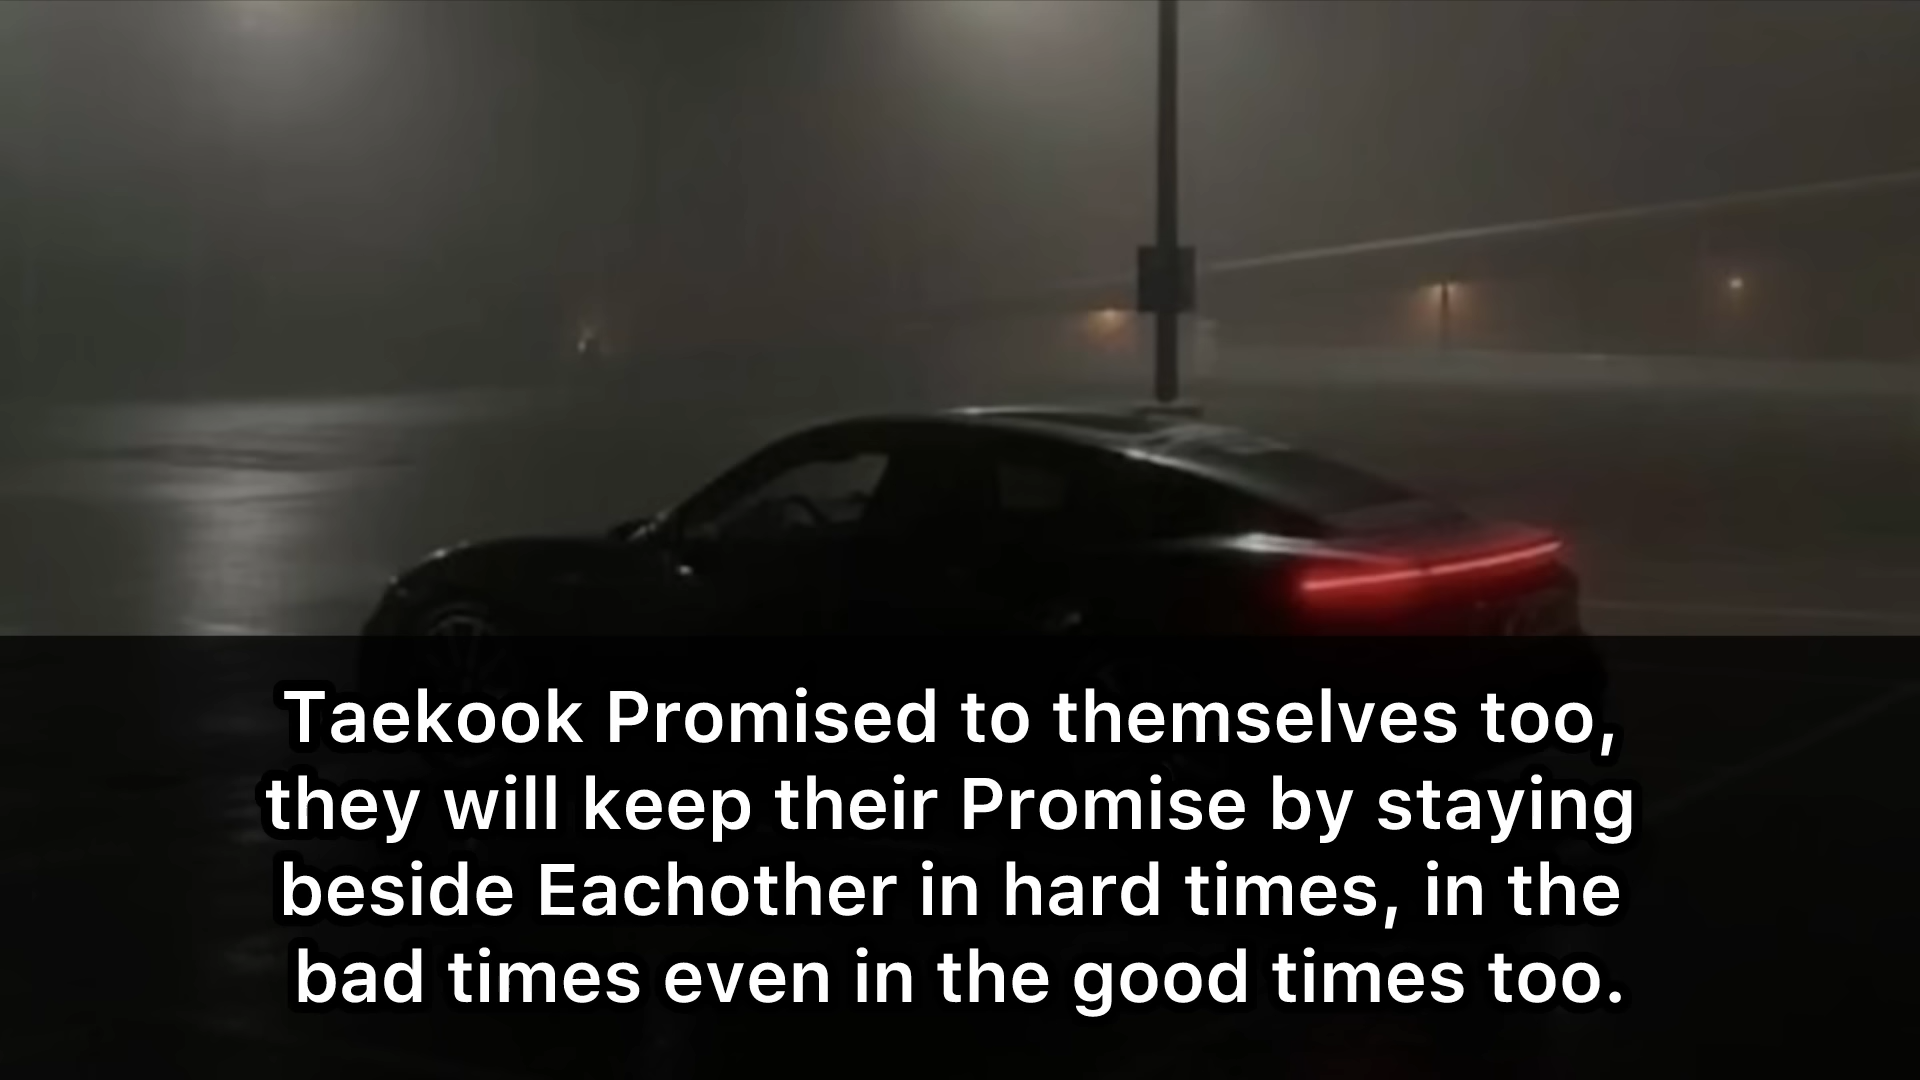 Taekook Promised to themselves too,
they will keep their Promise by staying
beside Eachother in hard times, in the
bad times even in the good times too.